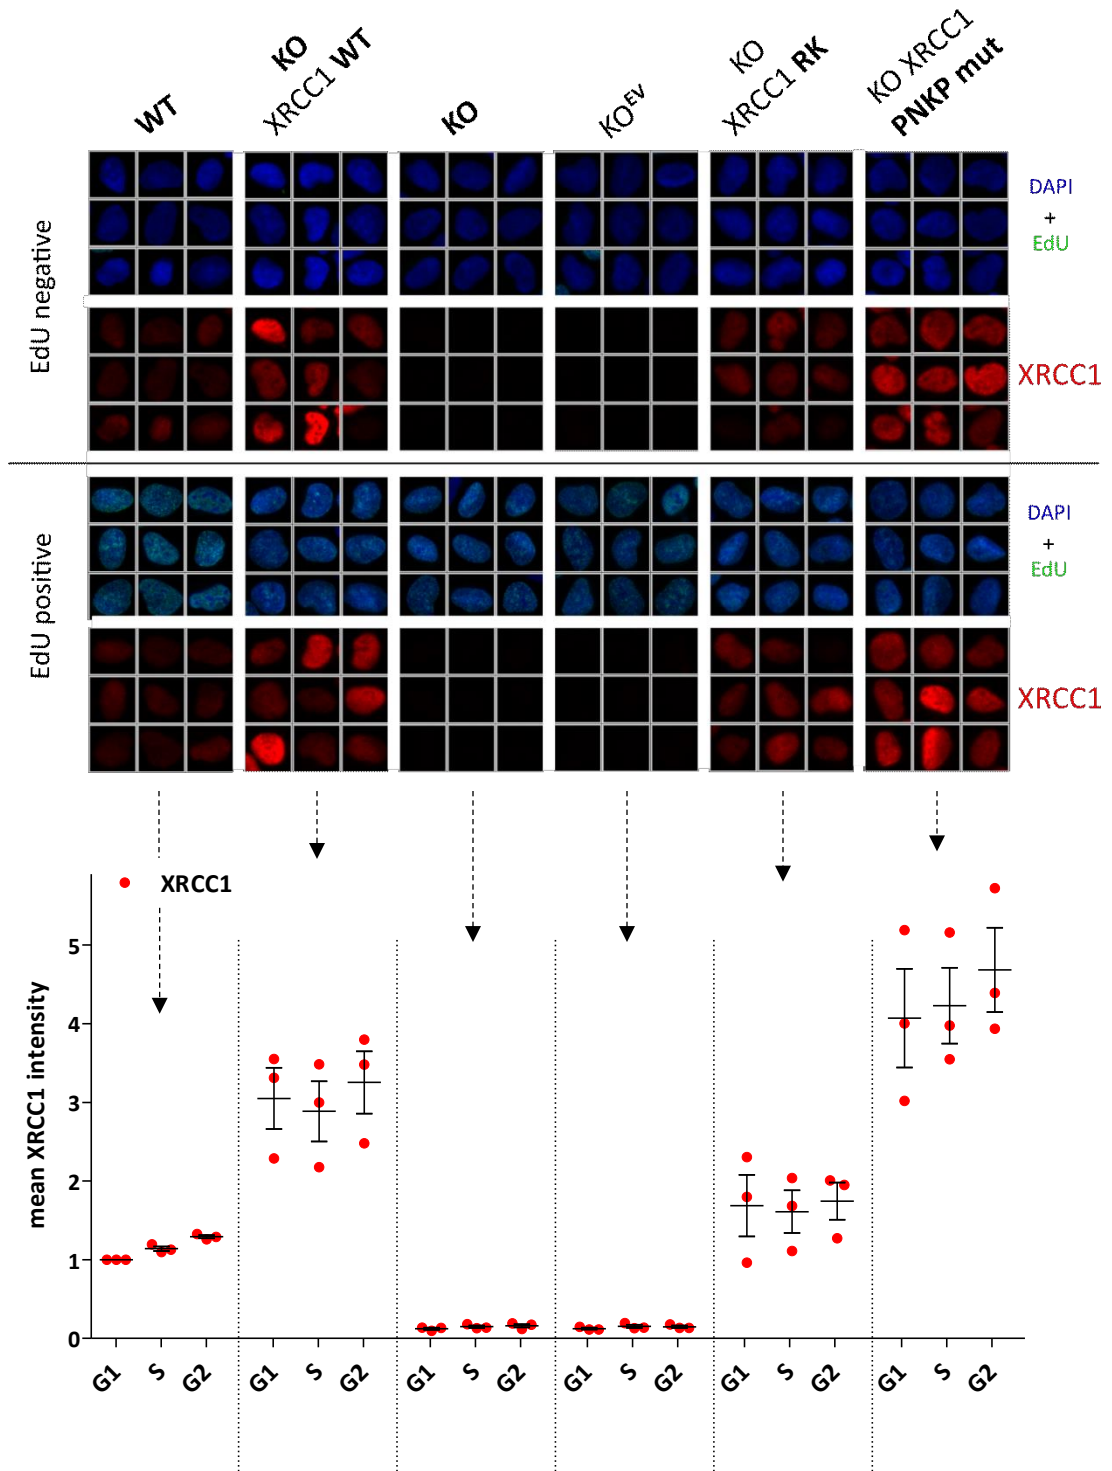 WT
KO
XRCC1 WT
KO
KO^EV
KO
XRCC1 RK
KO XRCC1
PNKP mut
EdU negative
DAPI
+
EdU
XRCC1
EdU positive
DAPI
+
EdU
XRCC1
XRCC1
mean XRCC1 intensity
5
4
3
2
1
0
G1 S G2 G1 S G2 G1 S G2 G1 S G2 G1 S G2 G1 S G2